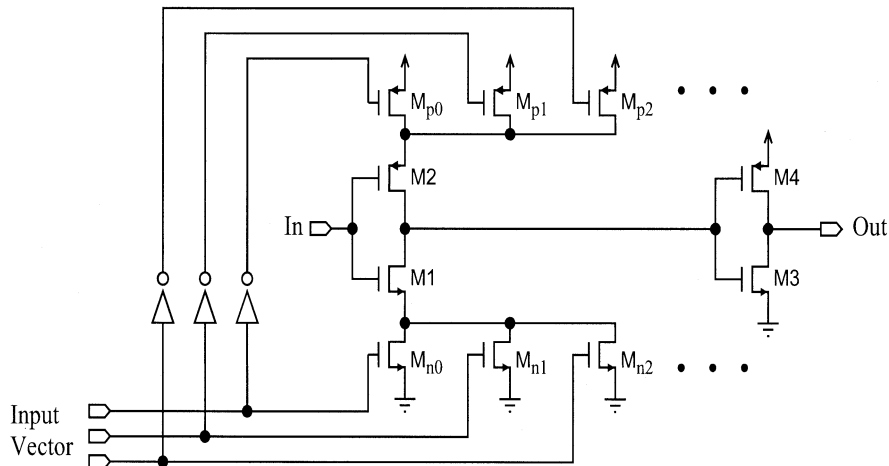 M_p0 M_p1 M_p2
M2 M4
In Out
M1 M3
M_n0 M_n1 M_n2
Input
Vector